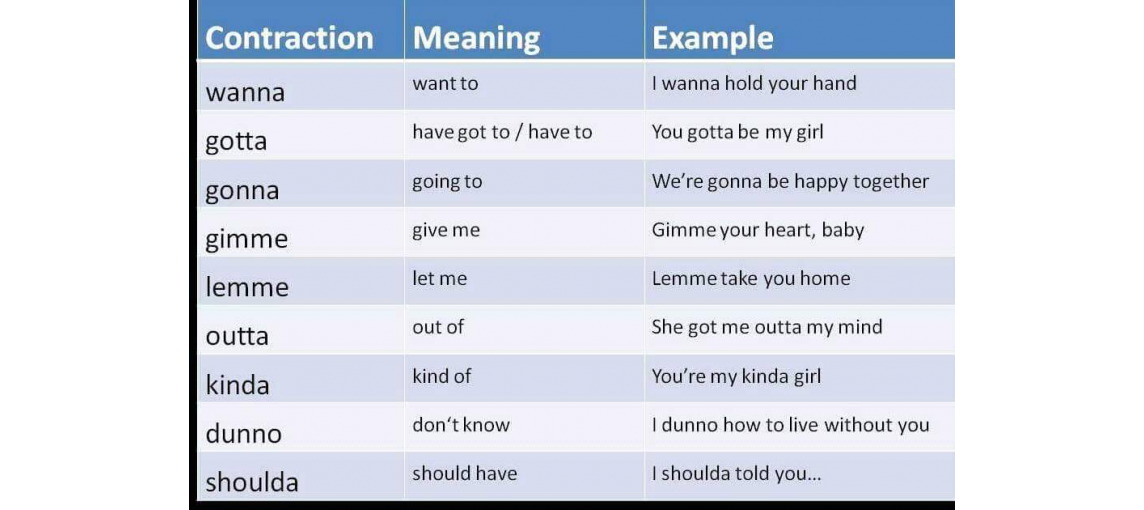 Contraction Meaning Example
wanna want to I wanna hold your hand
gotta have got to / have to You gotta be my girl
gonna going to We’re gonna be happy together
gimme give me Gimme your heart, baby
lemme let me Lemme take you home
outta out of She got me outta my mind
kinda kind of You’re my kinda girl
dunno don‘t know I dunno how to live without you
shoulda should have I shoulda told you...